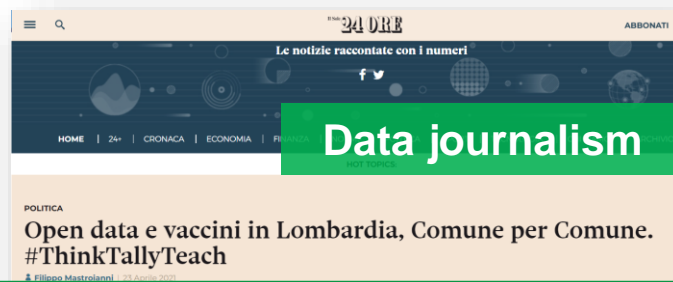 Il Sole 24 ORE
ABBONATI
Le notizie raccontate con i numeri
HOME | 24+ | CRONACA | ECONOMIA |
Data journalism
HOT TOPICS
POLITICA
Open data e vaccini in Lombardia, Comune per Comune.
#ThinkTallyTeach
Filippo Mastroianni | 23 Aprile 2021